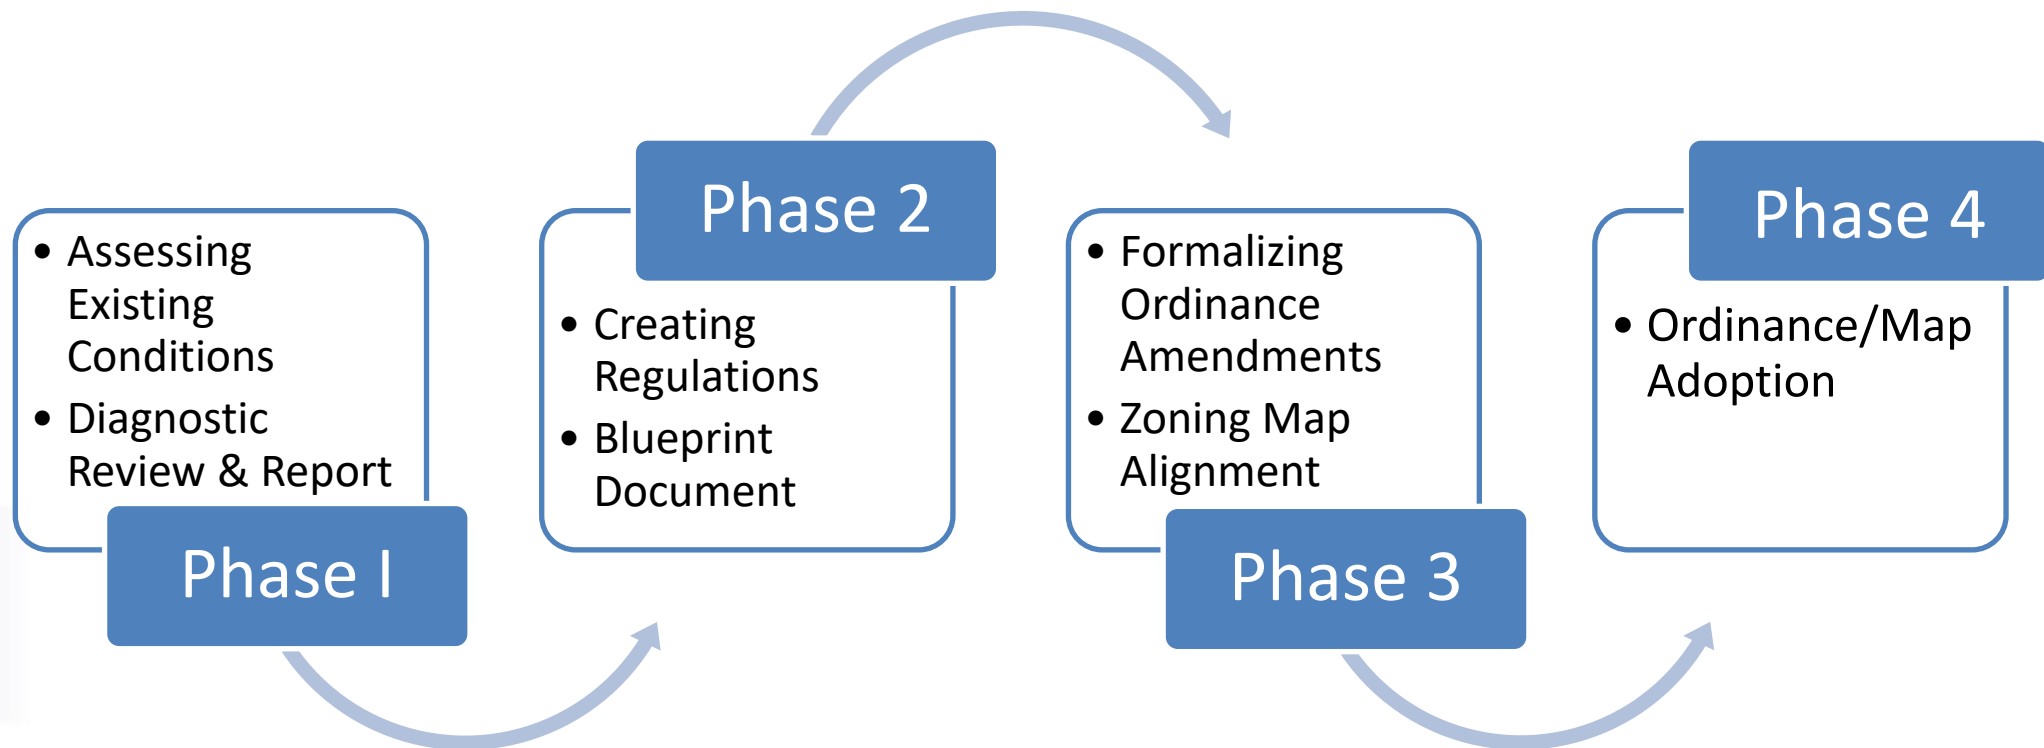 • Assessing
Existing
Conditions
• Diagnostic
Review & Report
Phase I
Phase 2
• Creating
Regulations
• Blueprint
Document
• Formalizing
Ordinance
Amendments
• Zoning Map
Alignment
Phase 3
Phase 4
• Ordinance/Map
Adoption